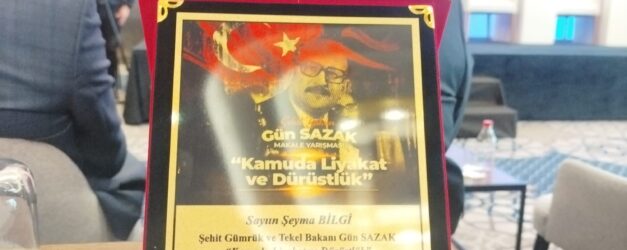 Gün SAZAK
MAKALE YARIŞMASI
“Kamuda Liyakat
ve Dürüstlük”
Sayın Şeyma BİLGİ
Şehit Gümrük ve Tekel Bakanı Gün SAZAK